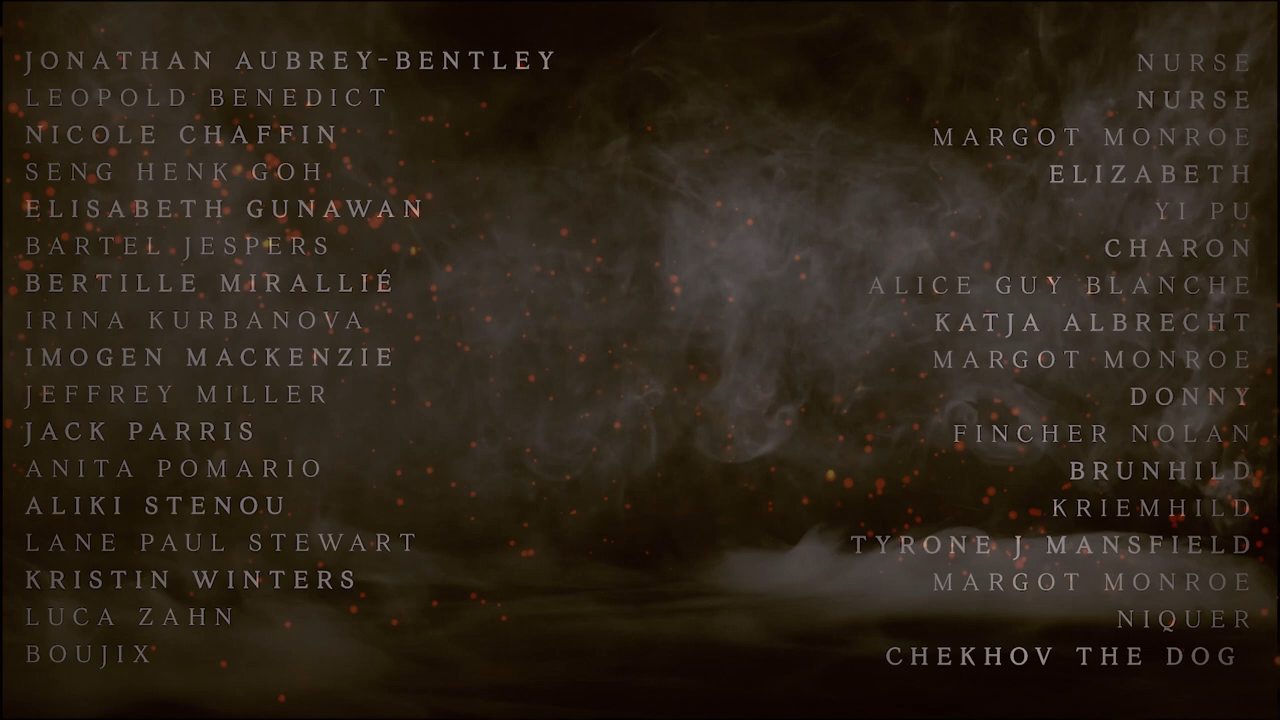 JONATHAN AUBREY-BENTLEY NURSE
LEOPOLD BENEDICT NURSE
NICOLE CHAFFIN MARGOT MONROE
SENG HENK GOH ELIZABETH
ELISABETH GUNAWAN YI PU
BARTEL JESPERS CHARON
BERTILLE MIRALLIÉ ALICE GUY BLANCHE
IRINA KURBANOVA KATJA ALBRECHT
IMOGEN MACKENZIE MARGOT MONROE
JEFFREY MILLER DONNY
JACK PARRIS FINCHER NOLAN
ANITA POMARIO BRUNHILD
ALIKI STENOU KRIEMHILD
LANE PAUL STEWART TYRONE J MANSFIELD
KRISTIN WINTERS MARGOT MONROE
LUCA ZAHN NIQUER
BOUJIX CHEKHOV THE DOG